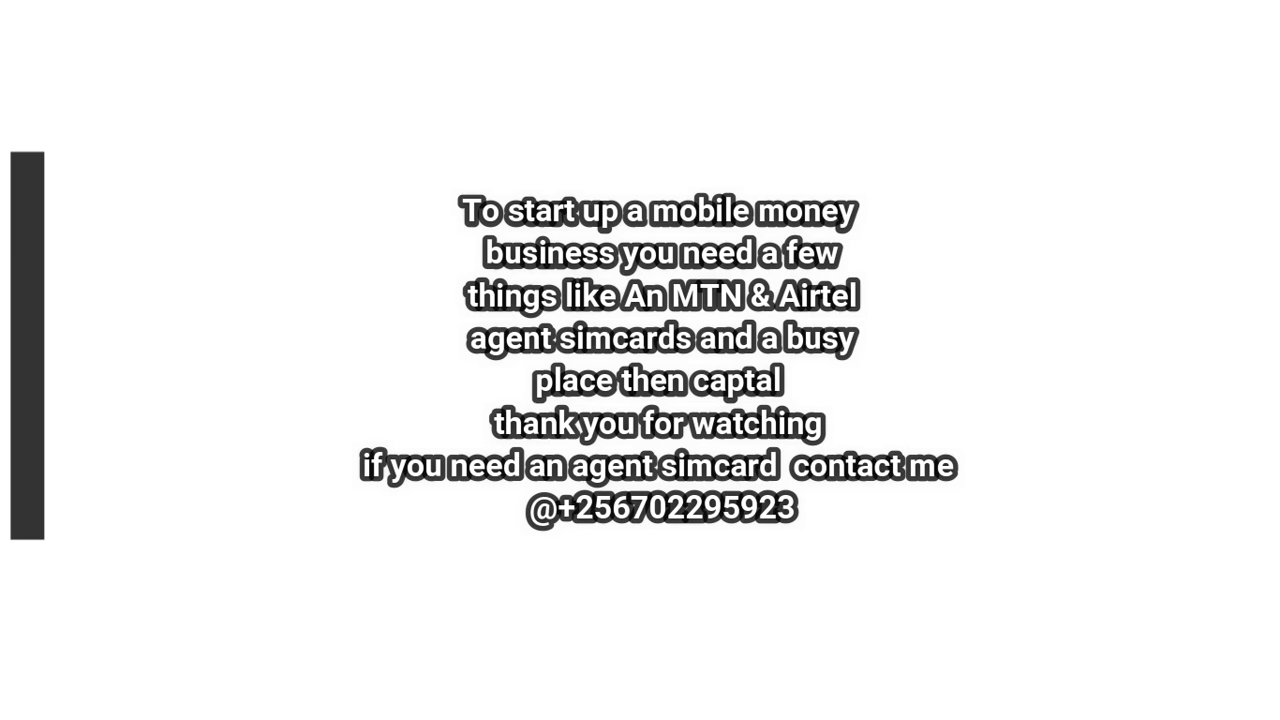 To start up a mobile money
business you need a few
things like An MTN & Airtel
agent simcards and a busy
place then captal
thank you for watching
if you need an agent simcard  contact me
@+256702295923